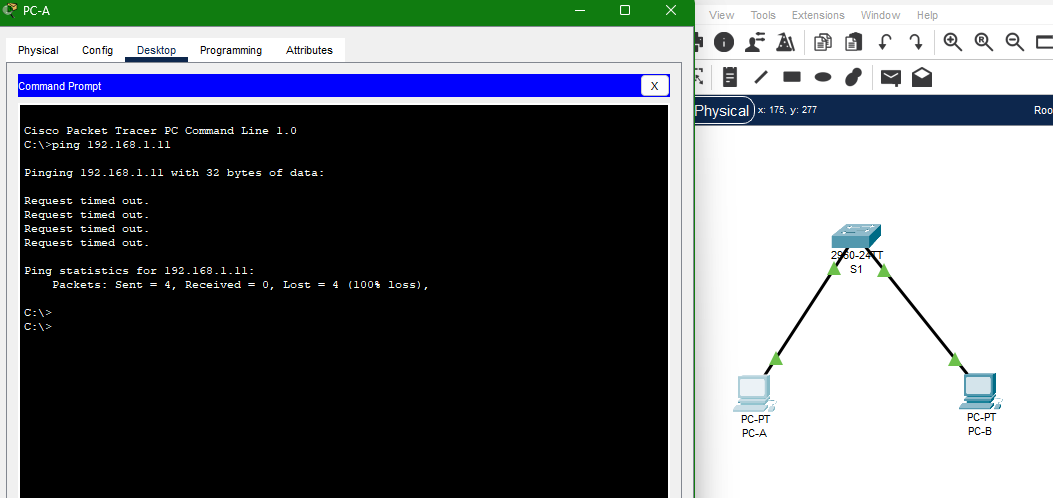 PC-A
Physical Config Desktop Programming Attributes
Command Prompt
X
Cisco Packet Tracer PC Command Line 1.0
C:\>ping 192.168.1.11
Pinging 192.168.1.11 with 32 bytes of data:
Request timed out.
Request timed out.
Request timed out.
Request timed out.
Ping statistics for 192.168.1.11:
Packets: Sent = 4, Received = 0, Lost = 4 (100% loss),
C:\>
C:\>
View Tools Extensions Window Help
Physical x: 175, y: 277
Roo
2960-24TT
S1
PC-PT
PC-A
PC-PT
PC-B